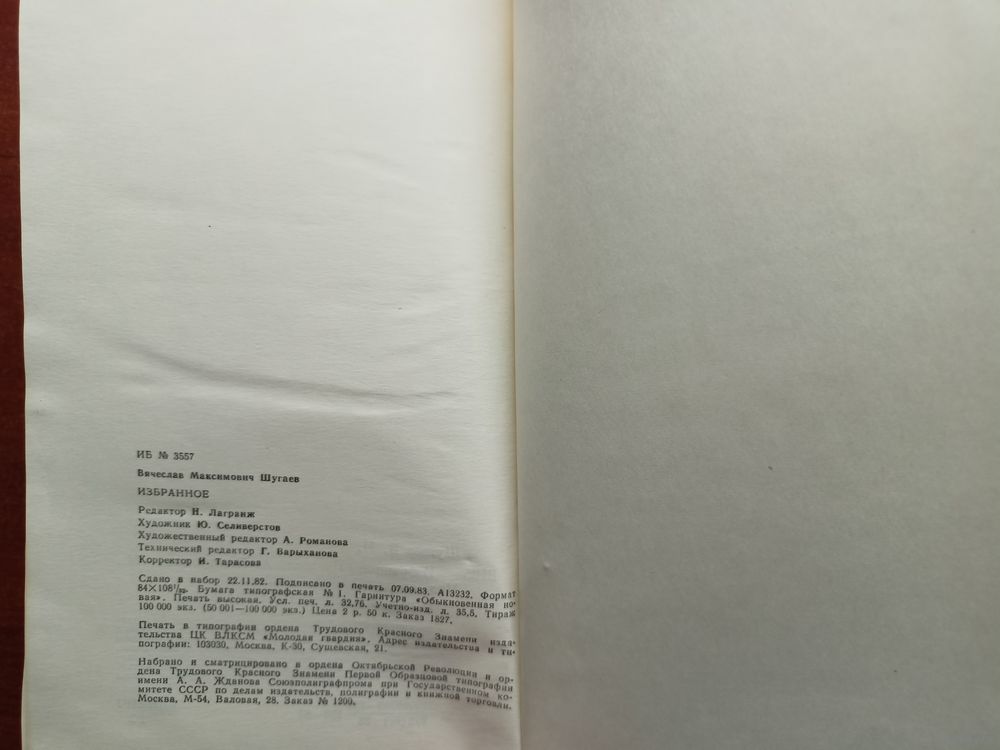 ИБ № 3557
Вячеслав Максимович Шугаев
ИЗБРАННОЕ
Редактор Н. Лагранж
Художник Ю. Селиверстов
Художественный редактор А. Романова
Технический редактор Г. Варыханова
Корректор И. Тарасова
Сдано в набор 22.11.82. Подписано в печать 07.09.83. А13232. Формат
84×108¹/₃₂. Бумага типографская № 1. Гарнитура «Обыкновенная но-
вая». Печать высокая. Усл. печ. л. 32,76. Учетно-изд. л. 35,5. Тираж
100 000 экз. (50 001—100 000 экз.) Цена 2 р. 50 к. Заказ 1827.
Печать в типографии ордена Трудового Красного Знамени изда-
тельства ЦК ВЛКСМ «Молодая гвардия». Адрес издательства и ти-
пографии: 103030, Москва, К-30, Сущевская, 21.
Набрано и сматрицировано в ордена Октябрьской Революции и ор-
дена Трудового Красного Знамени Первой Образцовой типографии
имени А. А. Жданова Союзполиграфпрома при Государственном ко-
митете СССР по делам издательств, полиграфии и книжной торговли.
Москва, М-54, Валовая, 28. Заказ № 1200.